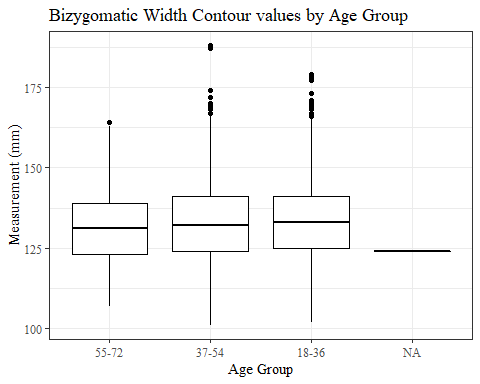 Bizygomatic Width Contour values by Age Group
Measurement (mm)
175
150
125
100
55-72 37-54 18-36 NA
Age Group